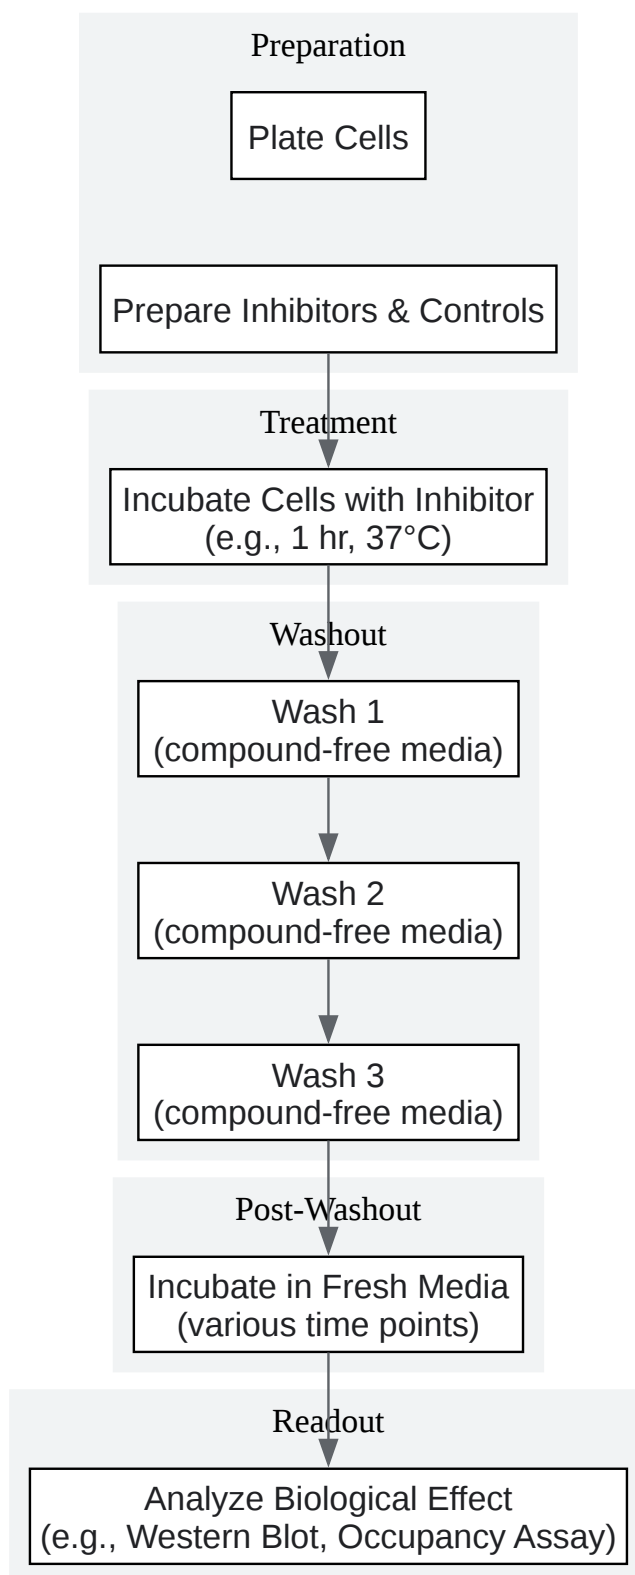 Preparation
Plate Cells
Prepare Inhibitors & Controls
Treatment
Incubate Cells with Inhibitor
(e.g., 1 hr, 37°C)
Washout
Wash 1
(compound-free media)
Wash 2
(compound-free media)
Wash 3
(compound-free media)
Post-Washout
Incubate in Fresh Media
(various time points)
Readout
Analyze Biological Effect
(e.g., Western Blot, Occupancy Assay)